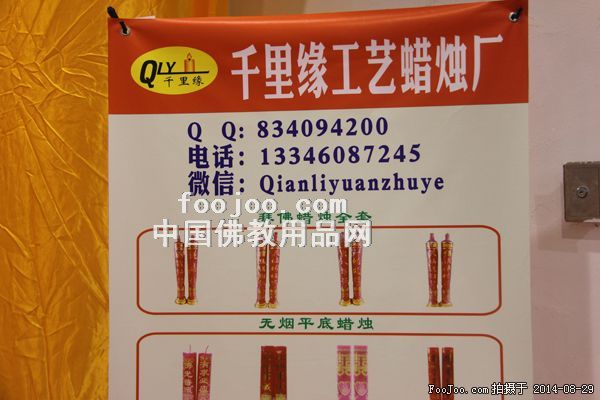 QLY
千里缘
千里缘工艺蜡烛厂
Q Q: 834094200
电话: 13346087245
微信: Qianliyuanzhuye
foojoo.com
拜佛蜡烛全套
中国佛教用品网
无烟平底蜡烛
FooJoo.com 拍摄于 2014-08-29